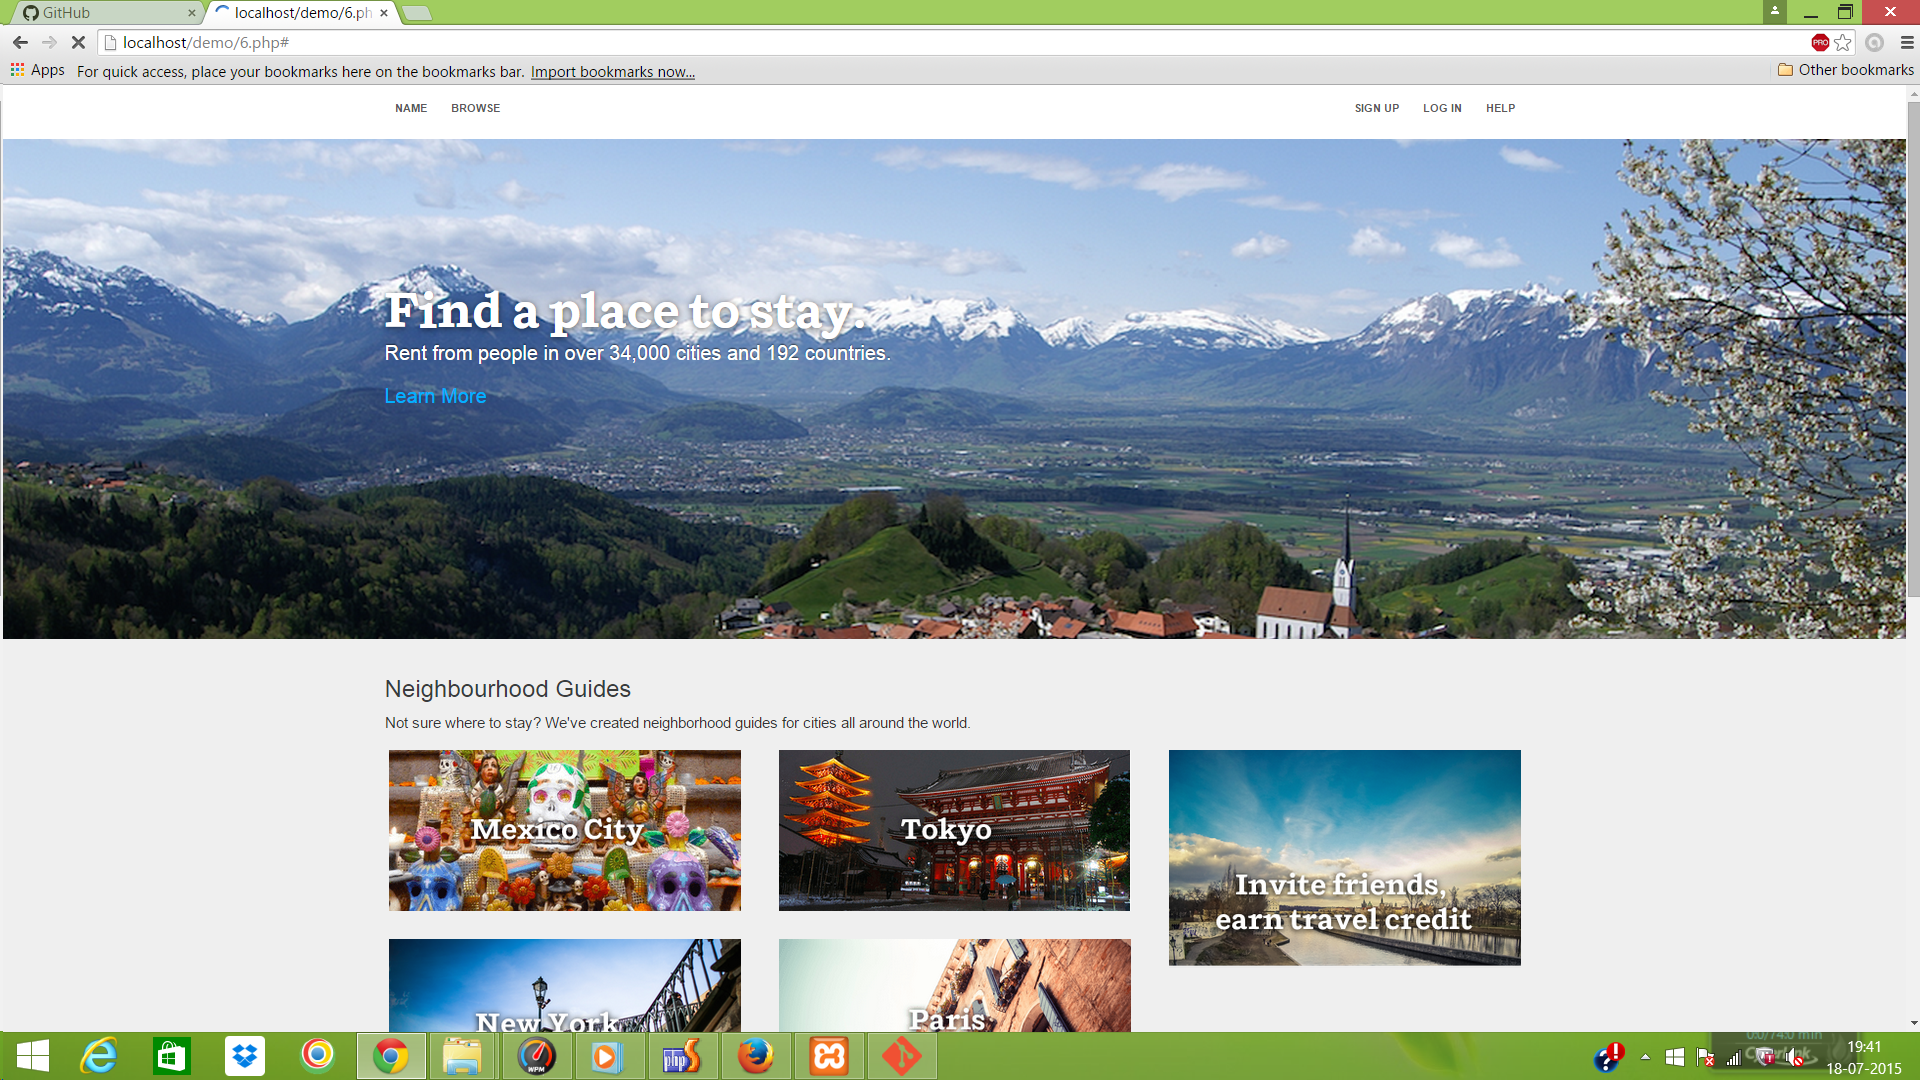 GitHub
localhost/demo/6.ph
localhost/demo/6.php#
PRO
Apps
For quick access, place your bookmarks here on the bookmarks bar. Import bookmarks now...
Other bookmarks
NAME BROWSE SIGN UP LOG IN HELP
Find a place to stay.
Rent from people in over 34,000 cities and 192 countries.
Learn More
Neighbourhood Guides
Not sure where to stay? We've created neighborhood guides for cities all around the world.
Mexico City
Tokyo
Invite friends,
earn travel credit
New York
Paris
WPM
php
19:41
18-07-2015